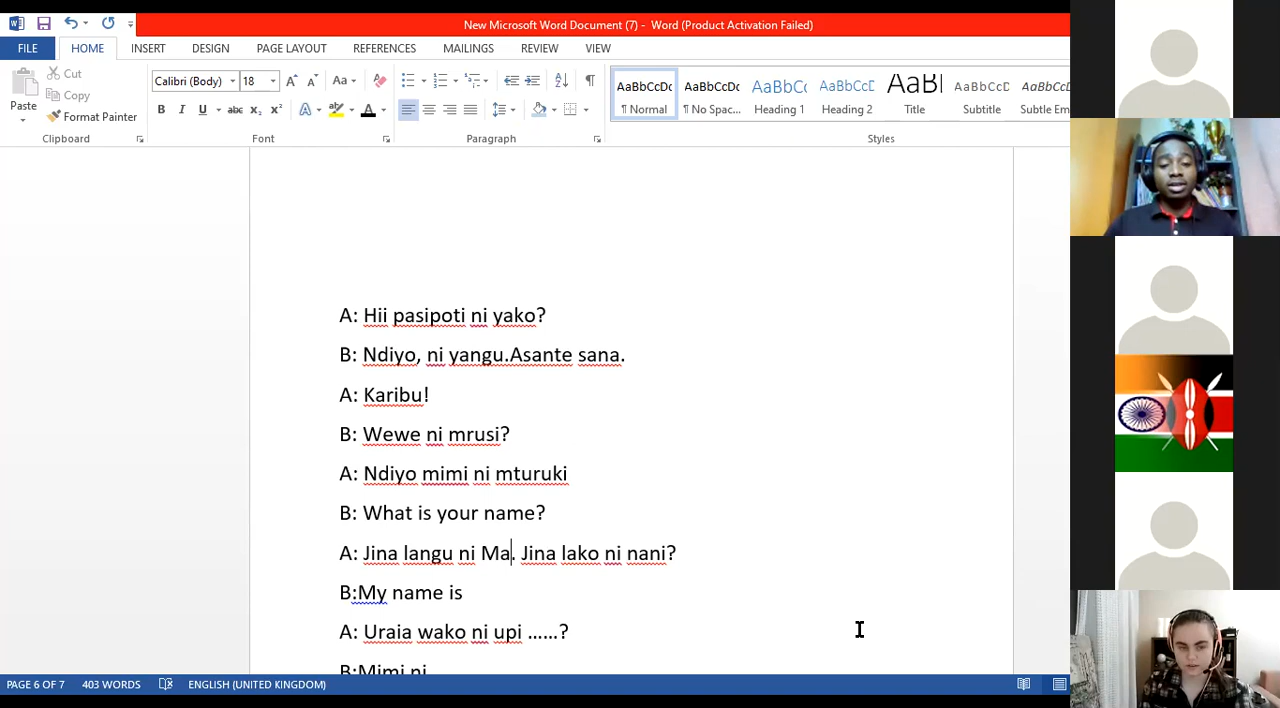 New Microsoft Word Document (7) - Word (Product Activation Failed)
FILE HOME INSERT DESIGN PAGE LAYOUT REFERENCES MAILINGS REVIEW VIEW
Cut
Copy
Format Painter
Paste
Calibri (Body) 18
AaBbCcDc AaBbCcDc AaBbCc AaBbCcE AaBl AaBbCcD AaBbCcDc
¶ Normal ¶ No Spac... Heading 1 Heading 2 Title Subtitle Subtle Em
Clipboard Font Paragraph Styles
A: Hii pasipoti ni yako?
B: Ndiyo, ni yangu.Asante sana.
A: Karibu!
B: Wewe ni mrusi?
A: Ndiyo mimi ni mturuki
B: What is your name?
A: Jina langu ni Ma. Jina lako ni nani?
B:My name is
A: Uraia wako ni upi ......?
B:Mimi ni
PAGE 6 OF 7 403 WORDS ENGLISH (UNITED KINGDOM)